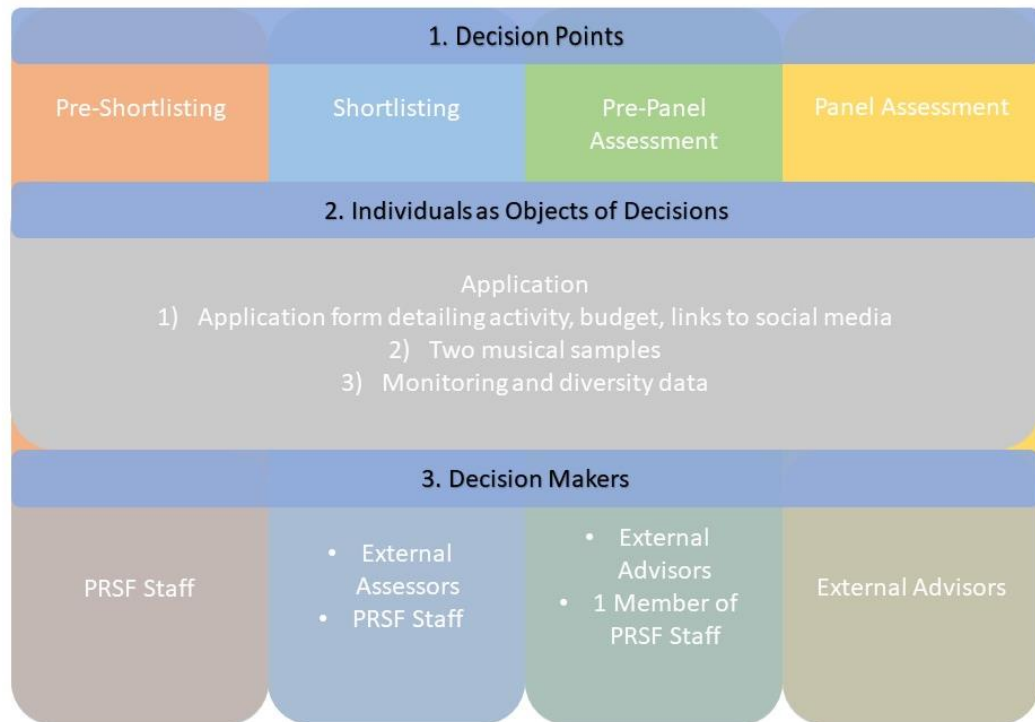 1. Decision Points
Pre-Shortlisting
Shortlisting
Pre-Panel
Assessment
Panel Assessment
2. Individuals as Objects of Decisions
Application
1) Application form detailing activity, budget, links to social media
2) Two musical samples
3) Monitoring and diversity data
3. Decision Makers
PRSF Staff
• External
Assessors
• PRSF Staff
• External
Advisors
• 1 Member of
PRSF Staff
External Advisors